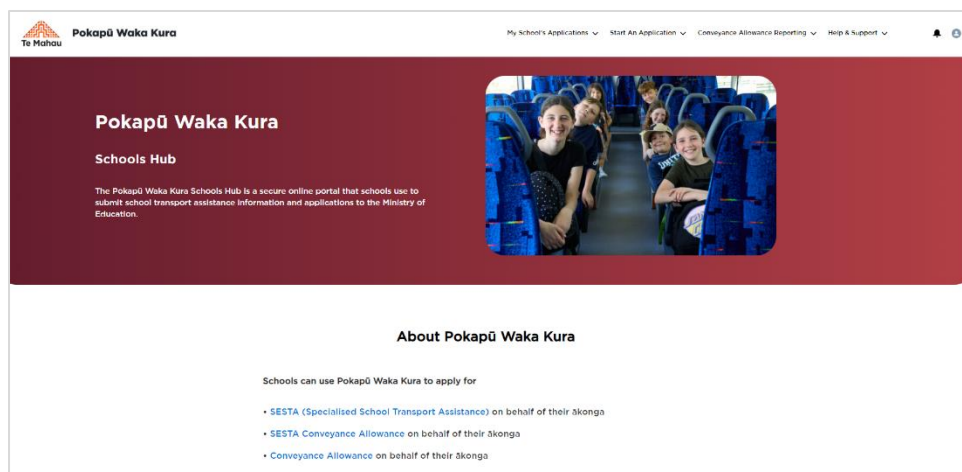 Te Mahau
Pokapū Waka Kura
My School's Applications
Start An Application
Conveyance Allowance Reporting
Help & Support
Pokapū Waka Kura
Schools Hub
The Pokapū Waka Kura Schools Hub is a secure online portal that schools use to
submit school transport assistance information and applications to the Ministry of
Education.
About Pokapū Waka Kura
Schools can use Pokapū Waka Kura to apply for
• SESTA (Specialised School Transport Assistance) on behalf of their ākonga
• SESTA Conveyance Allowance on behalf of their ākonga
• Conveyance Allowance on behalf of their ākonga